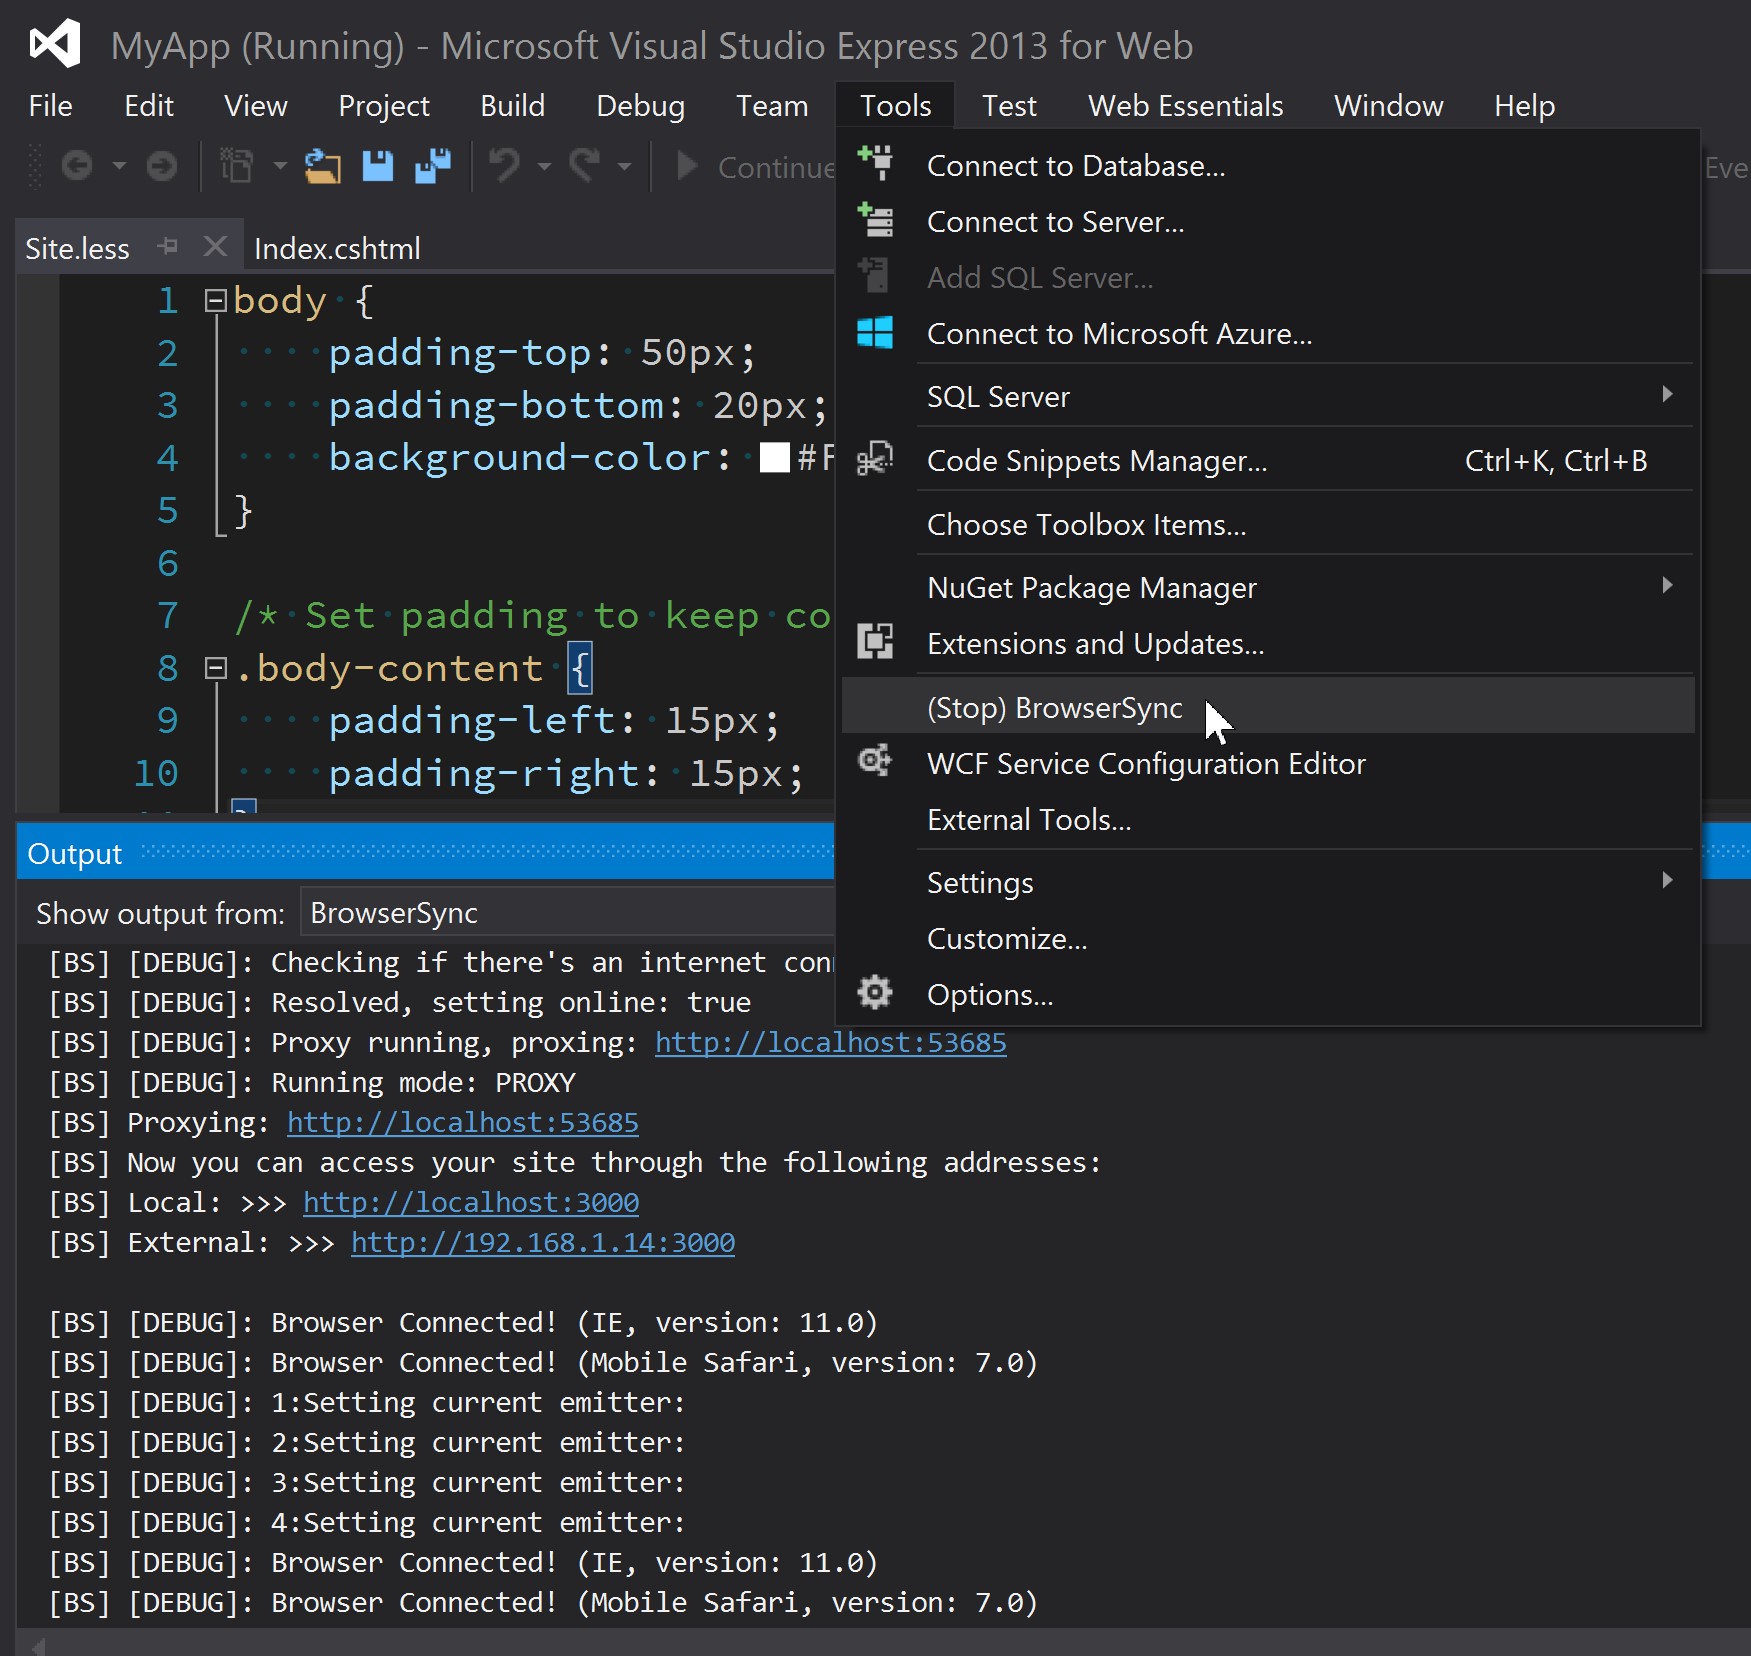 MyApp (Running) - Microsoft Visual Studio Express 2013 for Web
File Edit View Project Build Debug Team Tools Test Web Essentials Window Help
Continue
Site.less Index.cshtml
1 body {
2 padding-top: 50px;
3 padding-bottom: 20px;
4 background-color: #F
5 }
6
7 /* Set padding to keep co
8 .body-content {
9 padding-left: 15px;
10 padding-right: 15px;
Connect to Database...
Connect to Server...
Add SQL Server...
Connect to Microsoft Azure...
SQL Server
Code Snippets Manager... Ctrl+K, Ctrl+B
Choose Toolbox Items...
NuGet Package Manager
Extensions and Updates...
(Stop) BrowserSync
WCF Service Configuration Editor
External Tools...
Settings
Customize...
Options...
Output
Show output from: BrowserSync
[BS] [DEBUG]: Checking if there's an internet con
[BS] [DEBUG]: Resolved, setting online: true
[BS] [DEBUG]: Proxy running, proxing: http://localhost:53685
[BS] [DEBUG]: Running mode: PROXY
[BS] Proxying: http://localhost:53685
[BS] Now you can access your site through the following addresses:
[BS] Local: >>> http://localhost:3000
[BS] External: >>> http://192.168.1.14:3000
[BS] [DEBUG]: Browser Connected! (IE, version: 11.0)
[BS] [DEBUG]: Browser Connected! (Mobile Safari, version: 7.0)
[BS] [DEBUG]: 1:Setting current emitter:
[BS] [DEBUG]: 2:Setting current emitter:
[BS] [DEBUG]: 3:Setting current emitter:
[BS] [DEBUG]: 4:Setting current emitter:
[BS] [DEBUG]: Browser Connected! (IE, version: 11.0)
[BS] [DEBUG]: Browser Connected! (Mobile Safari, version: 7.0)